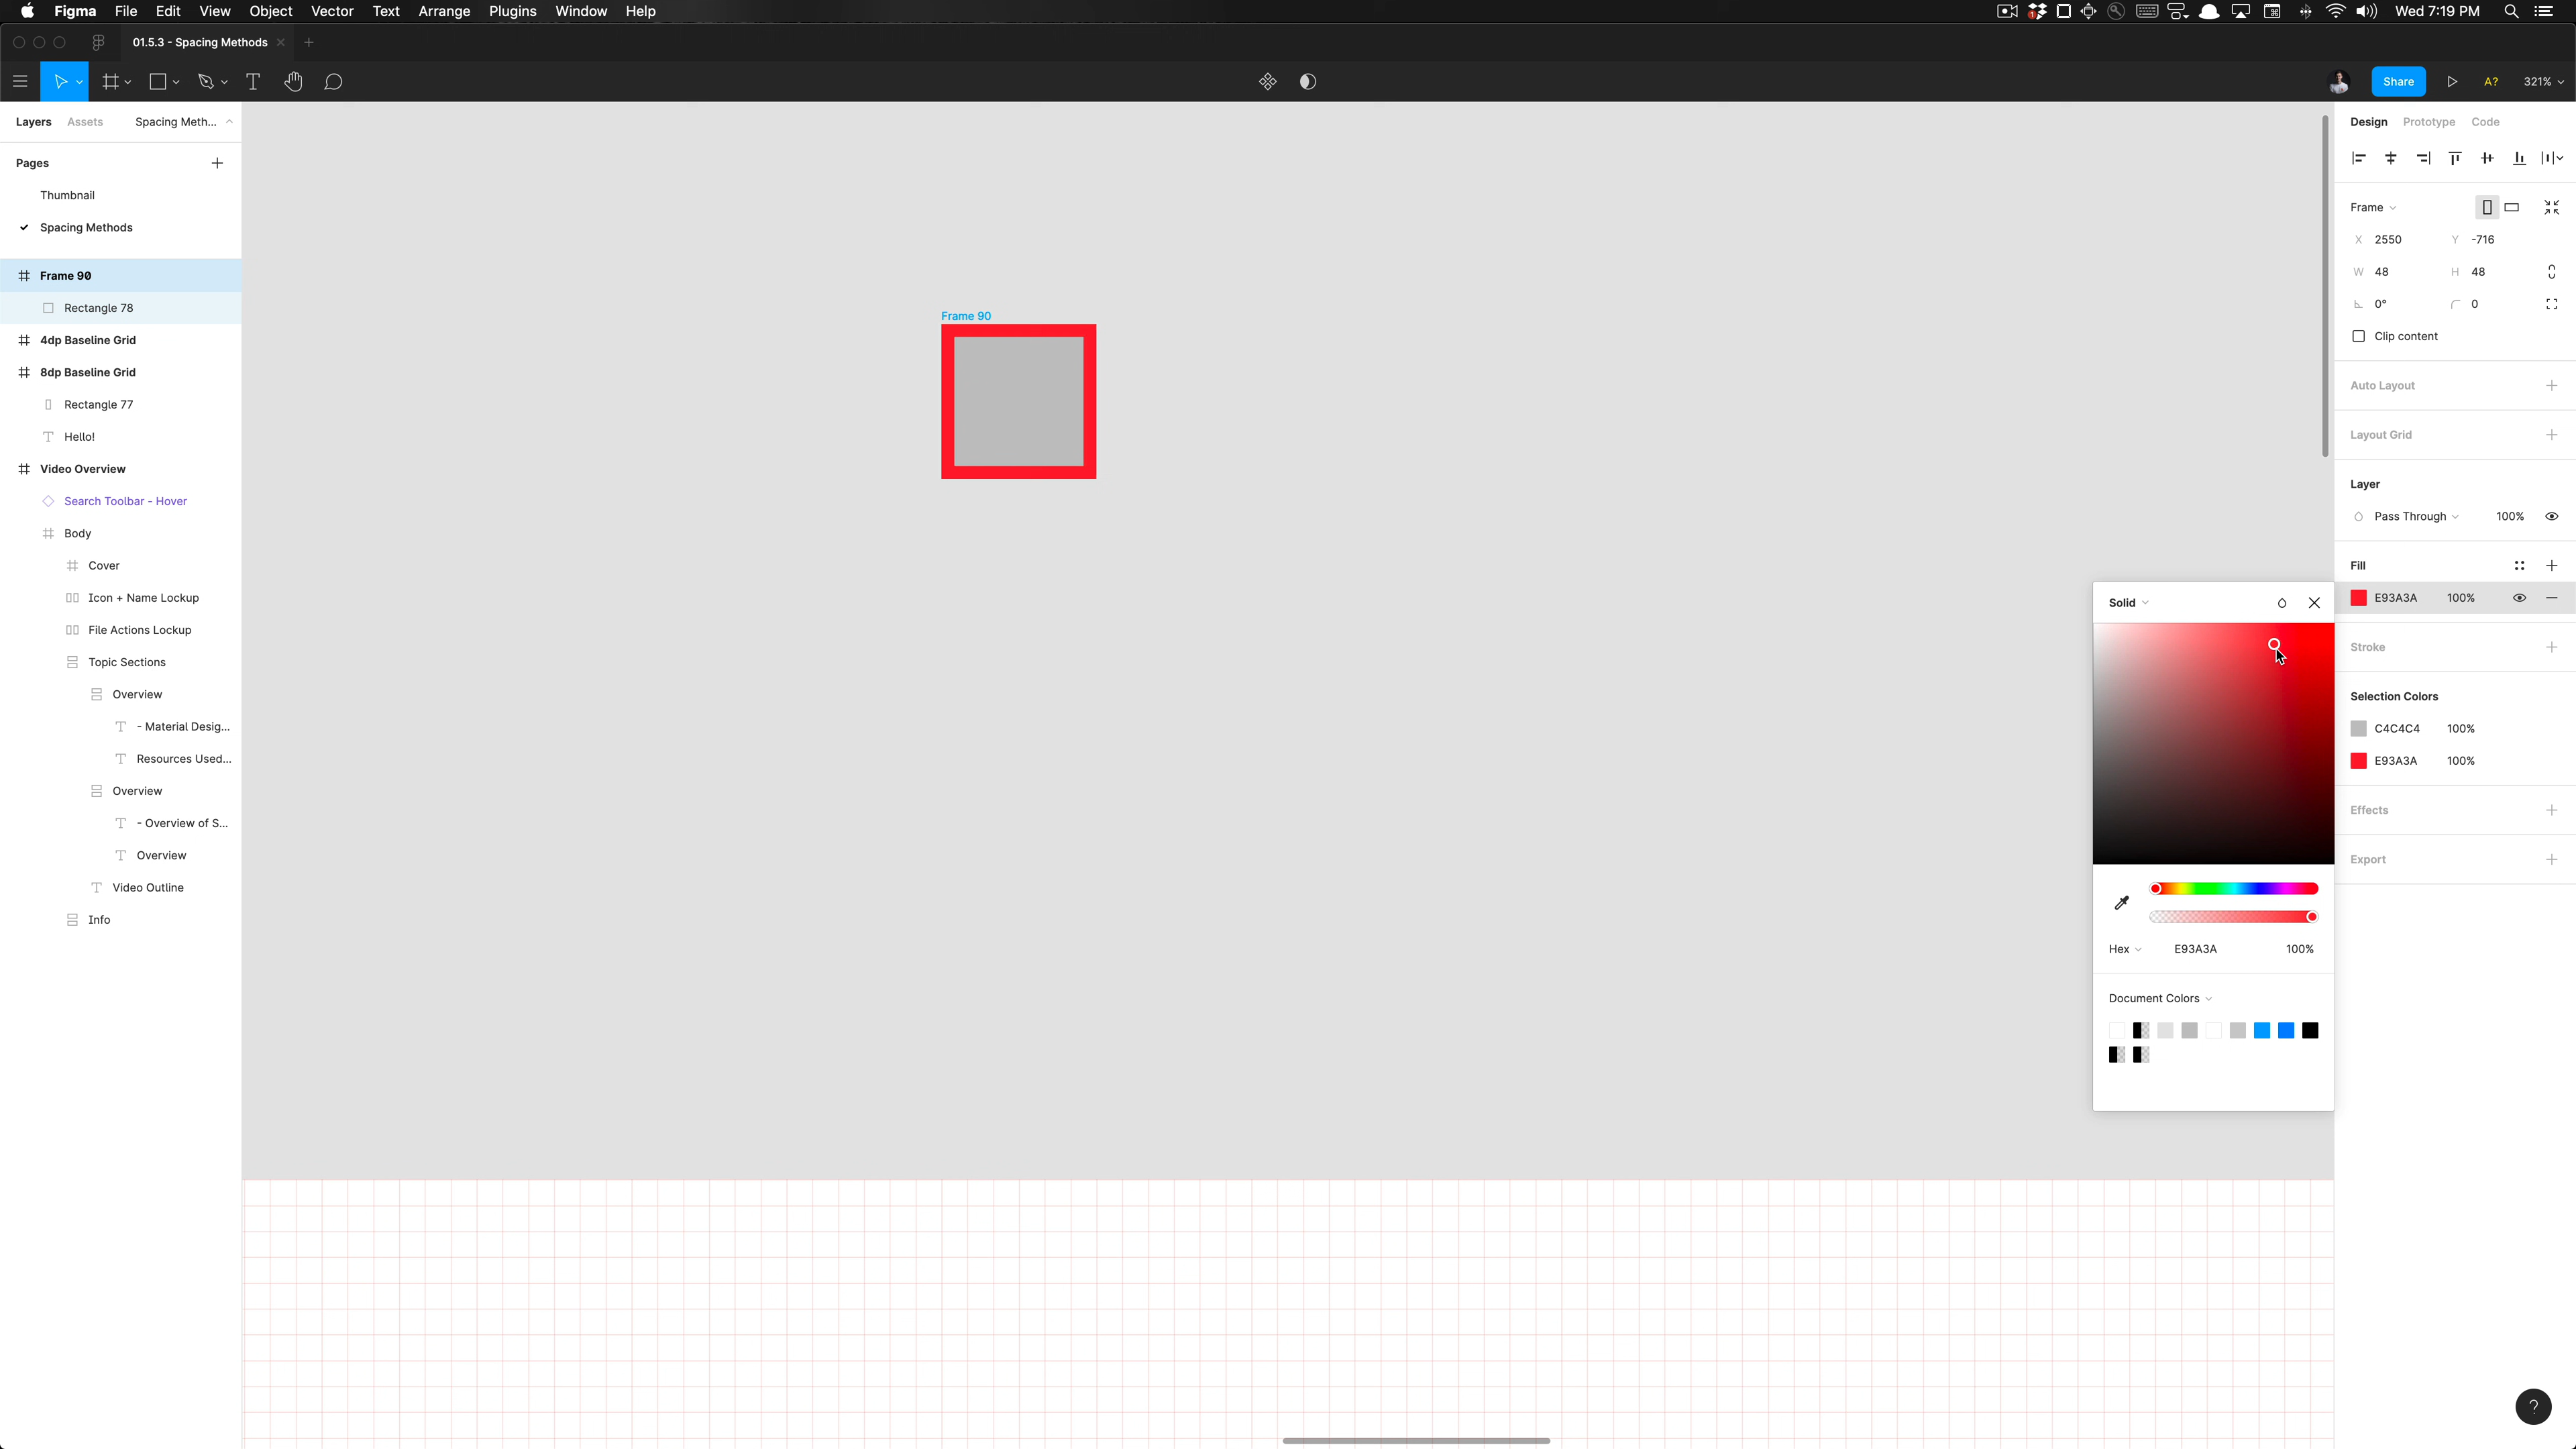 Figma File Edit View Object Vector Text Arrange Plugins Window Help
Wed 7:19 PM
01.5.3 - Spacing Methods
Share
A?
321%
Layers Assets Spacing Meth...
Pages
Thumbnail
Spacing Methods
Frame 90
Rectangle 78
4dp Baseline Grid
8dp Baseline Grid
Rectangle 77
Hello!
Video Overview
Search Toolbar - Hover
Body
Cover
Icon + Name Lockup
File Actions Lockup
Topic Sections
Overview
- Material Desig...
Resources Used...
Overview
- Overview of S...
Overview
Video Outline
Info
Frame 90
Design Prototype Code
Frame
X 2550 Y -716
W 48 H 48
0° 0
Clip content
Auto Layout
Layout Grid
Layer
Pass Through 100%
Fill
E93A3A 100%
Stroke
Selection Colors
C4C4C4 100%
E93A3A 100%
Effects
Export
Solid
Hex E93A3A 100%
Document Colors
?